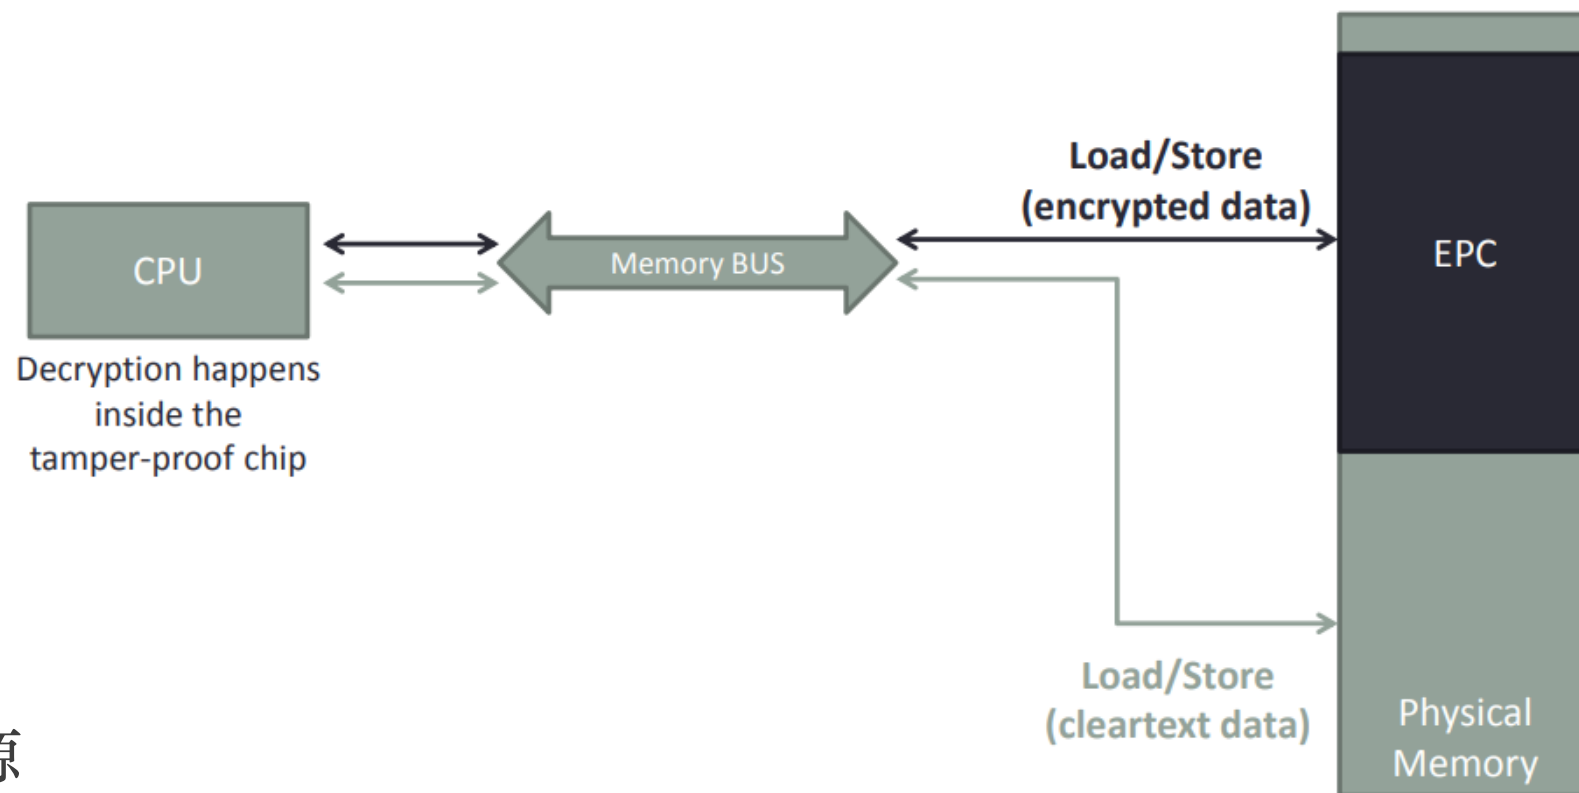 Load/Store
(encrypted data)
CPU
Memory BUS
EPC
Decryption happens
inside the
tamper-proof chip
Load/Store
(cleartext data)
Physical
Memory
源